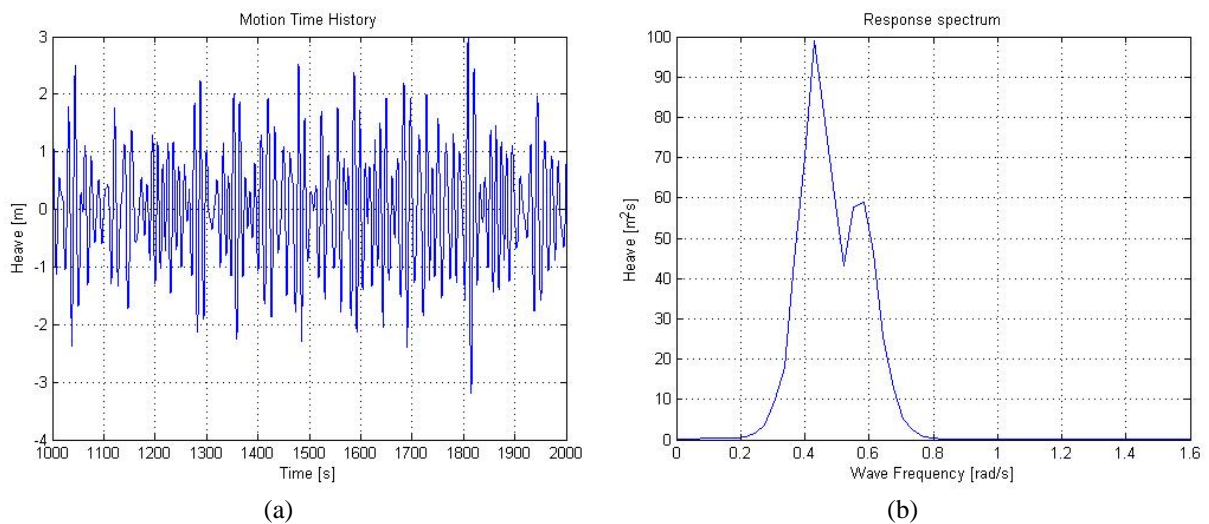 Motion Time History
Heave [m]
3
2
1
0
-1
-2
-3
-4
1000 1100 1200 1300 1400 1500 1600 1700 1800 1900 2000
Time [s]
(a)
Response spectrum
Heave [m²s]
100
90
80
70
60
50
40
30
20
10
0
0 0.2 0.4 0.6 0.8 1 1.2 1.4 1.6
Wave Frequency [rad/s]
(b)